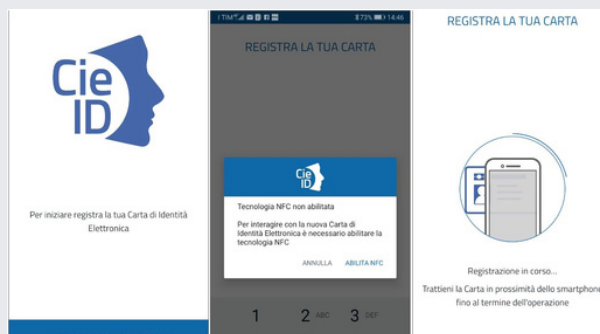 Cie
ID
Per iniziare registra la tua Carta di Identità
Elettronica
I TIM
73%
14:46
REGISTRA LA TUA CARTA
Cie
ID
Tecnologia NFC non abilitata
Per interagire con la nuova Carta di
Identità Elettronica è necessario abilitare la
tecnologia NFC
ANNULLA ABILITA NFC
1 2 ABC 3 DEF
REGISTRA LA TUA CARTA
Registrazione in corso...
Trattieni la Carta in prossimità dello smartphone
fino al termine dell'operazione